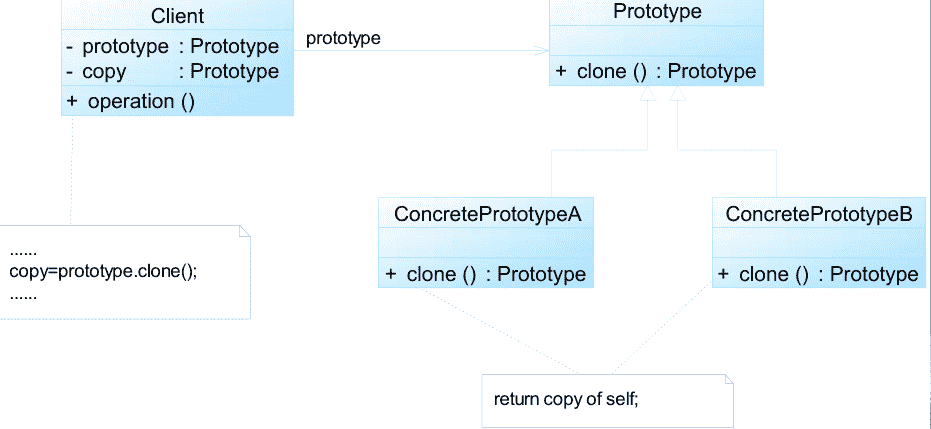 Client
- prototype : Prototype
- copy : Prototype
+ operation ()
prototype
Prototype
+ clone () : Prototype
ConcretePrototypeA
+ clone () : Prototype
ConcretePrototypeB
+ clone () : Prototype
......
copy=prototype.clone();
......
return copy of self;